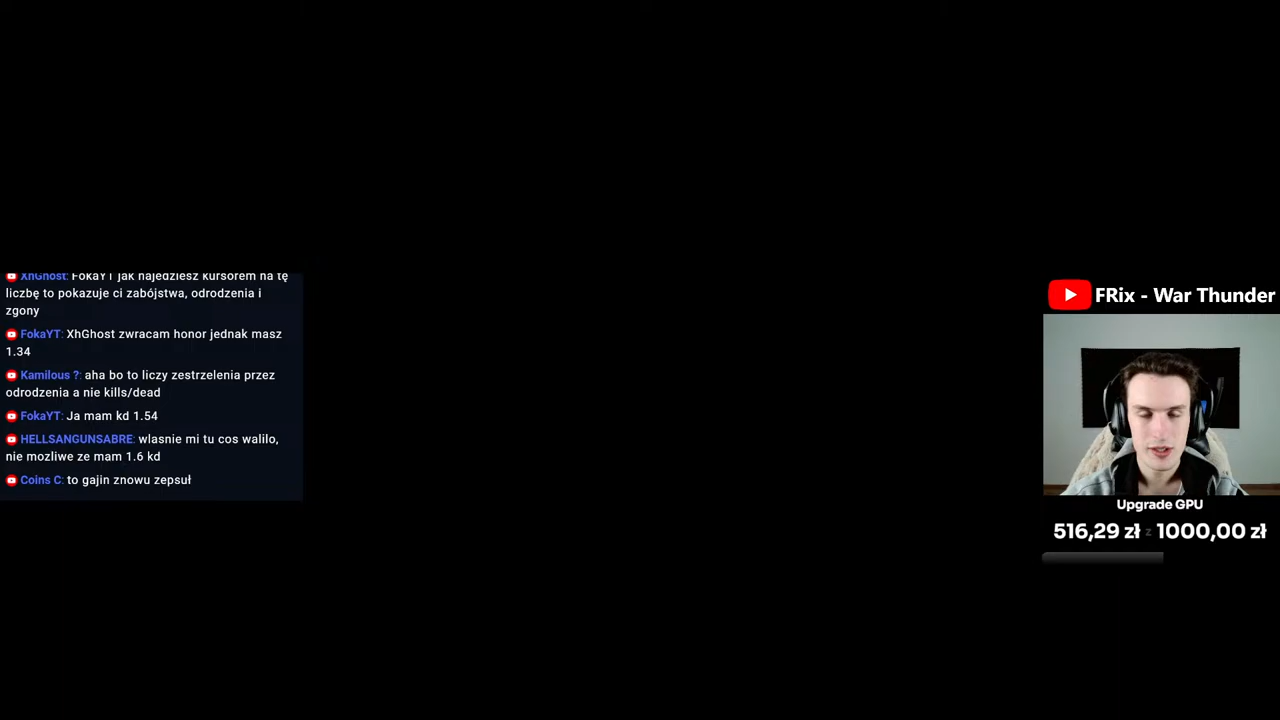 XhGhost: FokaYT jak najedziesz kursorem na tę
liczbę to pokazuje ci zabójstwa, odrodzenia i
zgony
FokaYT: XhGhost zwracam honor jednak masz
1.34
Kamilous ?: aha bo to liczy zestrzelenia przez
odrodzenia a nie kills/dead
FokaYT: Ja mam kd 1.54
HELLSANGUNSABRE: wlasnie mi tu cos walilo,
nie mozliwe ze mam 1.6 kd
Coins C: to gajin znowu zepsuł
FRix - War Thunder
Upgrade GPU
516,29 zł z 1000,00 zł